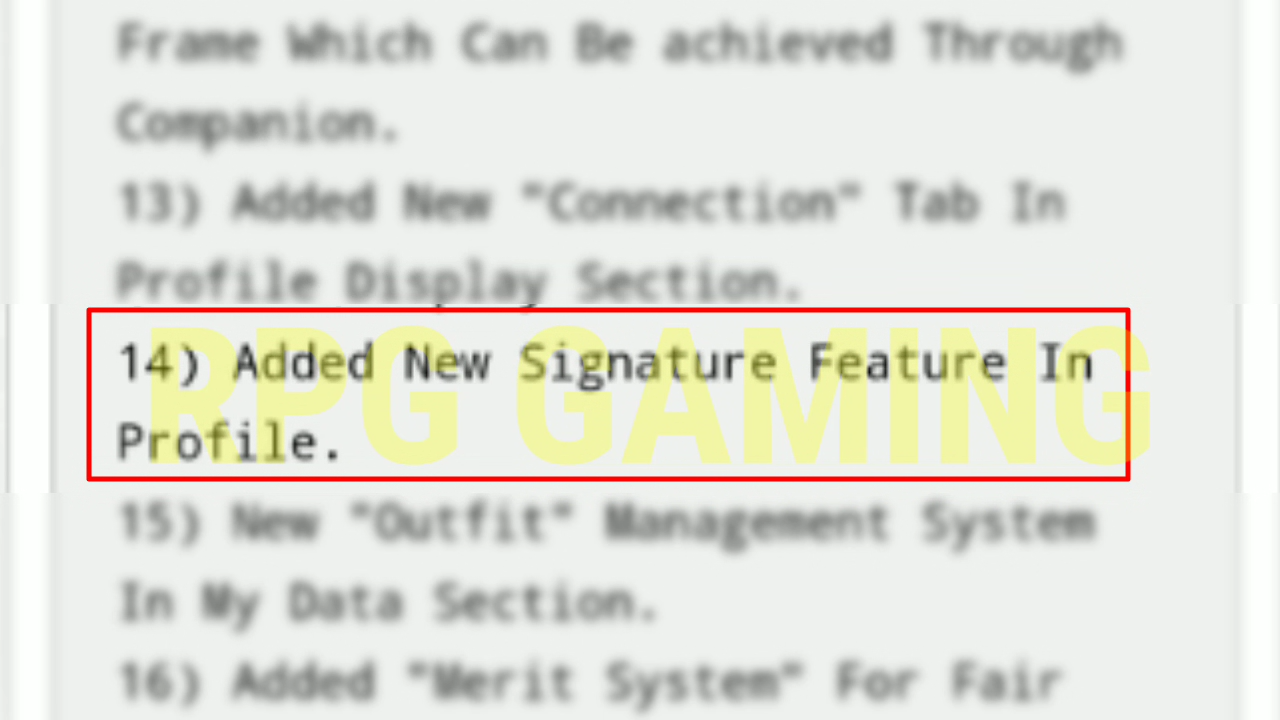 Frame Which Can Be achieved Through
Companion.
13) Added New "Connection" Tab In
Profile Display Section.
14) Added New Signature Feature In
Profile.
RPG GAMING
15) New "Outfit" Management System
In My Data Section.
16) Added "Merit System" For Fair